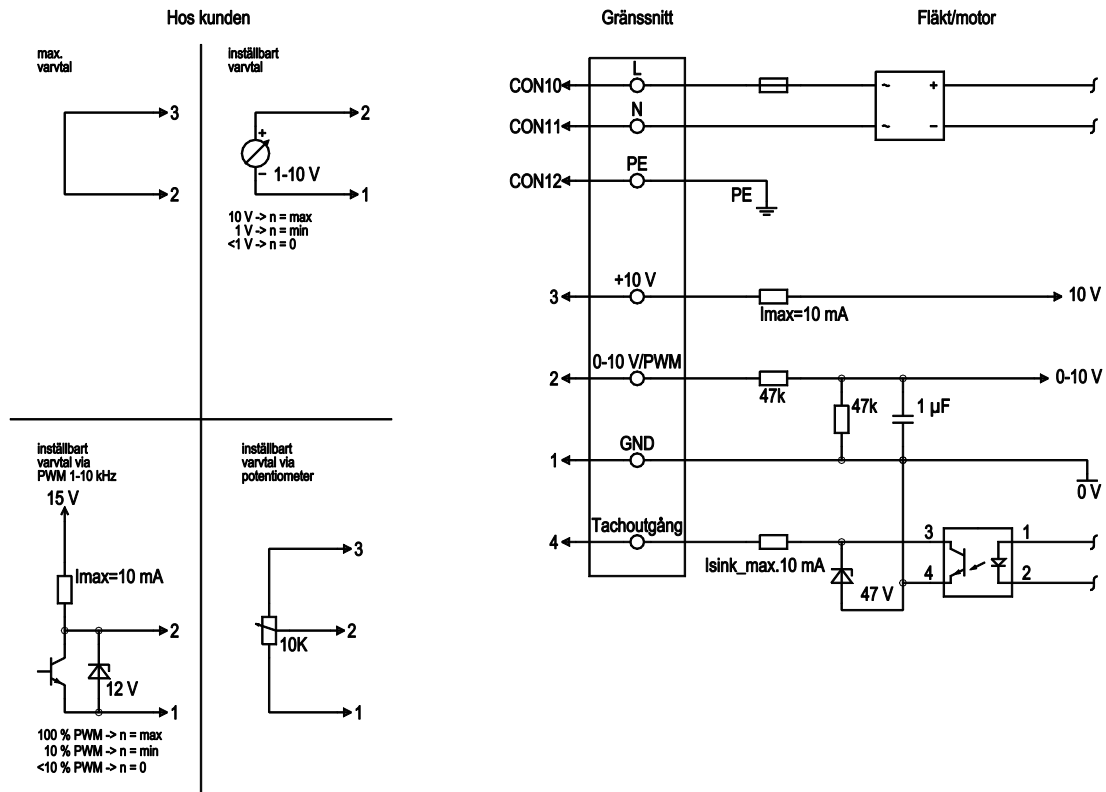 Hos kunden
Gränssnitt
Fläkt/motor
max.
varvtal
3
2
inställbart
varvtal
2
+
–
1-10 V
1
10 V -> n = max
1 V -> n = min
<1 V -> n = 0
inställbart
varvtal via
PWM 1-10 kHz
15 V
Imax=10 mA
2
12 V
1
100 % PWM -> n = max
10 % PWM -> n = min
<10 % PWM -> n = 0
inställbart
varvtal via
potentiometer
3
2
10K
1
L
CON10
~ +
N
CON11
~ –
PE
CON12
PE
+10 V
3
10 V
Imax=10 mA
0-10 V/PWM
2
0-10 V
47k
47k
1 µF
GND
1
0 V
Tachoutgång
4
3
1
Isink_max.10 mA
4
2
47 V